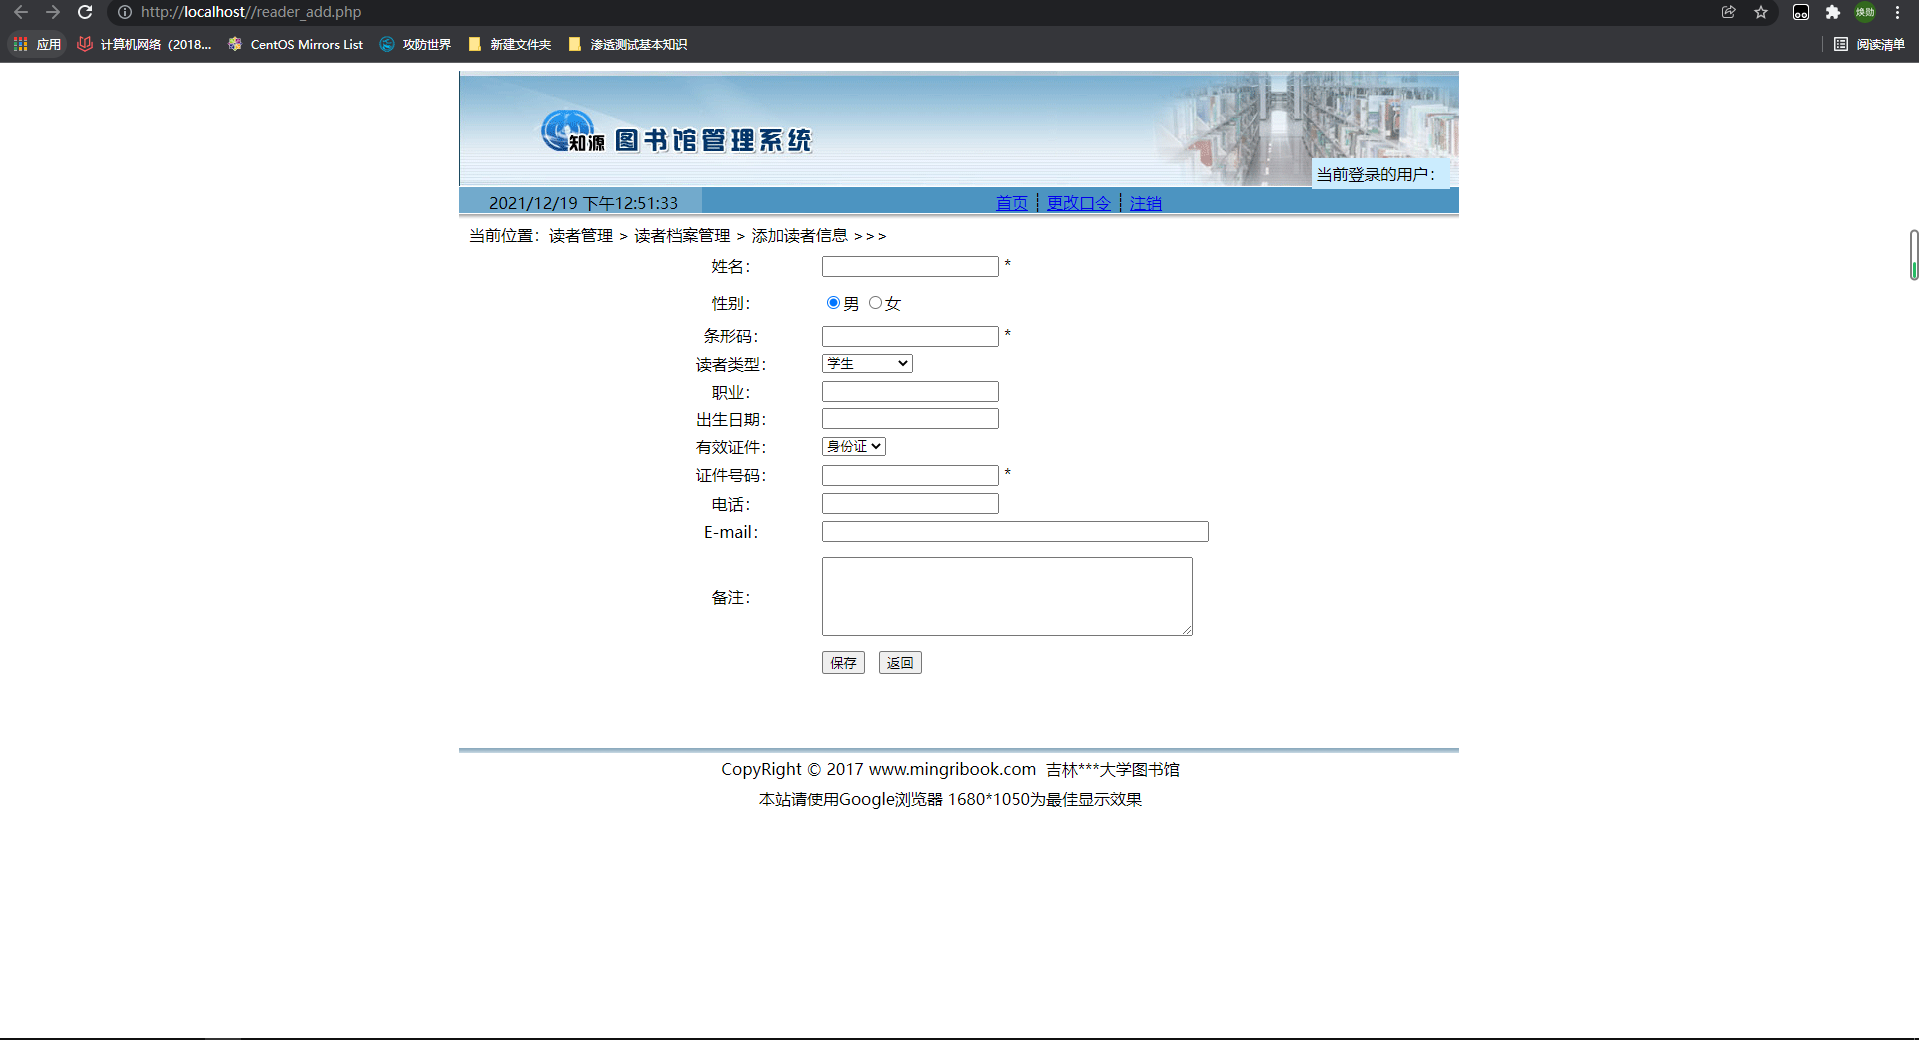 http://localhost//reader_add.php
焕勋
应用 计算机网络（2018... CentOS Mirrors List 攻防世界 新建文件夹 渗透测试基本知识 阅读清单
知源 图书馆管理系统
当前登录的用户：
2021/12/19 下午12:51:33 首页 | 更改口令 | 注销
当前位置：读者管理 > 读者档案管理 > 添加读者信息 >>>
姓名： *
性别： 男 女
条形码： *
读者类型： 学生
职业：
出生日期：
有效证件： 身份证
证件号码： *
电话：
E-mail：
备注：
保存 返回
CopyRight © 2017 www.mingribook.com 吉林***大学图书馆
本站请使用Google浏览器 1680*1050为最佳显示效果